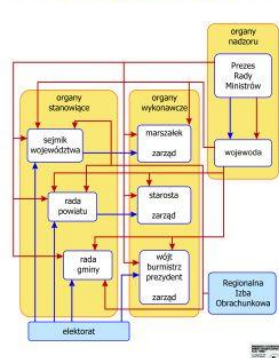 organy
nadzoru
Prezes
Rady
Ministrów
organy
stanowiące
organy
wykonawcze
sejmik
województwa
marszałek
zarząd
wojewoda
rada
powiatu
starosta
zarząd
rada
gminy
wójt
burmistrz
prezydent
zarząd
Regionalna
Izba
Obrachunkowa
elektorat